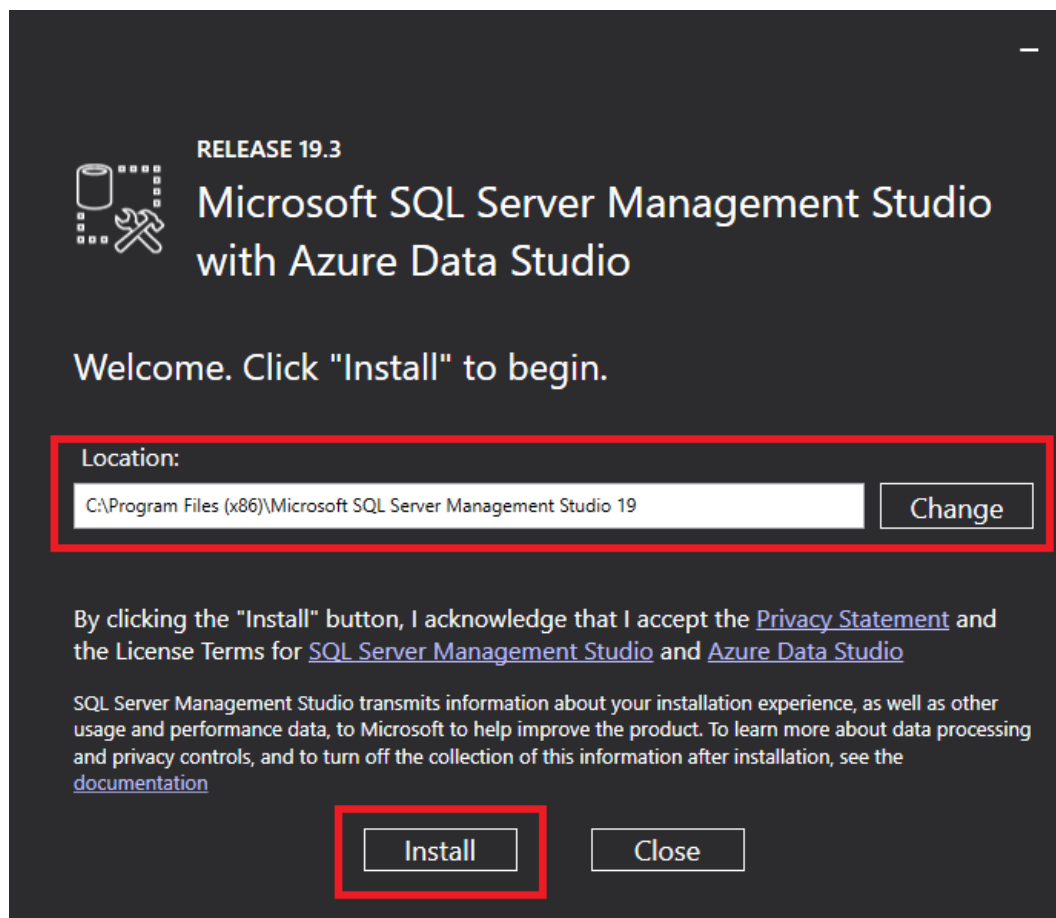 RELEASE 19.3
Microsoft SQL Server Management Studio
with Azure Data Studio
Welcome. Click "Install" to begin.
Location:
C:\Program Files (x86)\Microsoft SQL Server Management Studio 19
Change
By clicking the "Install" button, I acknowledge that I accept the Privacy Statement and
the License Terms for SQL Server Management Studio and Azure Data Studio
SQL Server Management Studio transmits information about your installation experience, as well as other
usage and performance data, to Microsoft to help improve the product. To learn more about data processing
and privacy controls, and to turn off the collection of this information after installation, see the
documentation
Install
Close